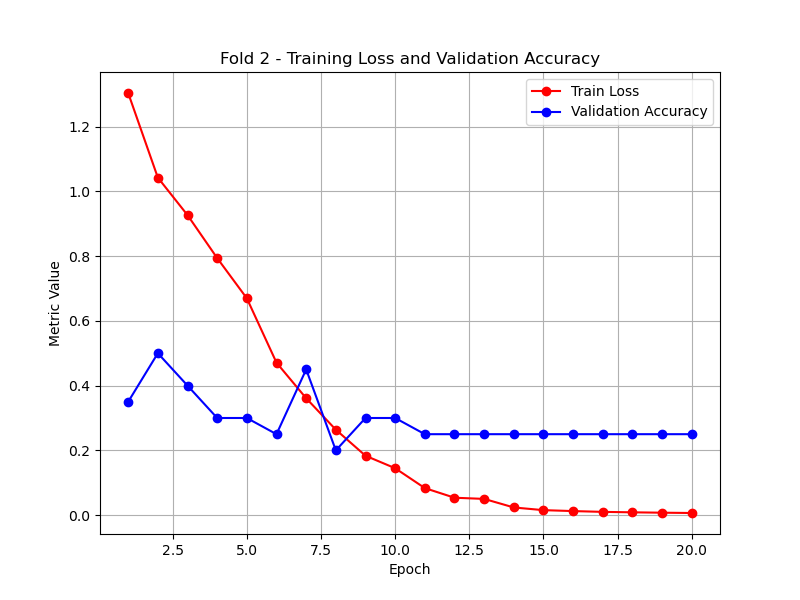 Fold 2 - Training Loss and Validation Accuracy
Train Loss
Validation Accuracy
Metric Value
1.2
1.0
0.8
0.6
0.4
0.2
0.0
2.5 5.0 7.5 10.0 12.5 15.0 17.5 20.0
Epoch